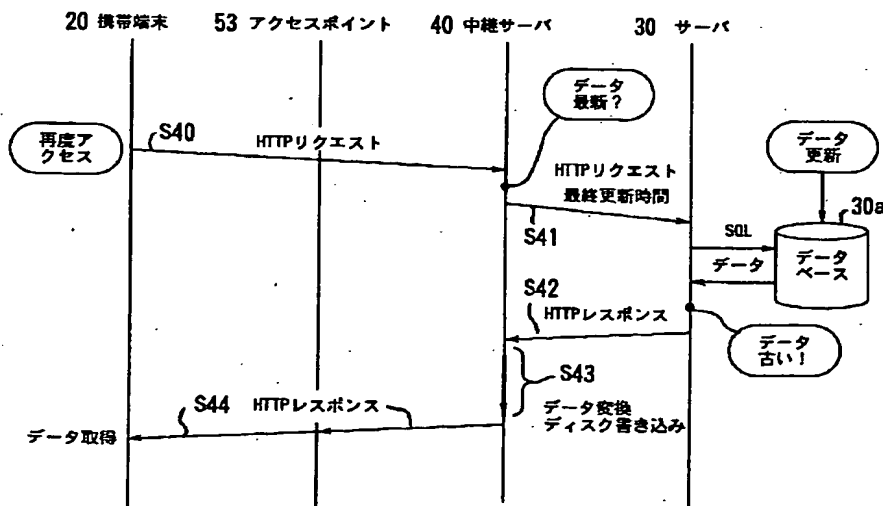 20 携帯端末
53 アクセスポイント
40 中継サーバ
30 サーバ
データ
最新?
再度ア
クセス
S40
HTTPリクエスト
データ
更新
HTTPリクエスト
最終更新時間
30a
S41
SQL
データ
データ
ベース
S42
HTTPレスポンス
データ
古い!
S43
S44
HTTPレスポンス
データ変換
ディスク書き込み
データ取得